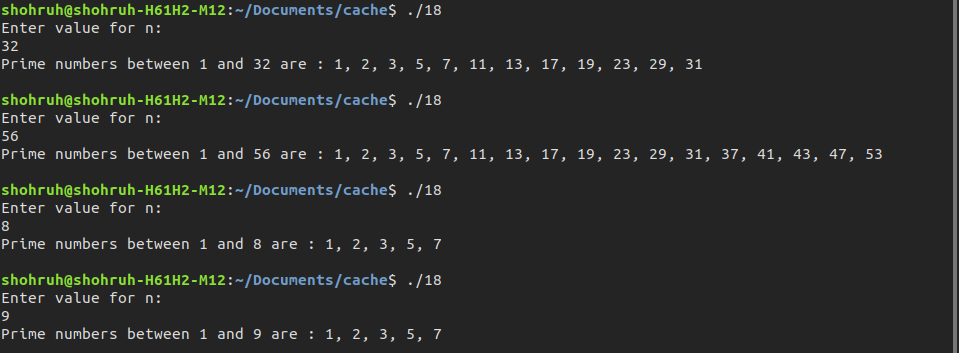 shohruh@shohruh-H61H2-M12:~/Documents/cache$ ./18
Enter value for n:
32
Prime numbers between 1 and 32 are : 1, 2, 3, 5, 7, 11, 13, 17, 19, 23, 29, 31
shohruh@shohruh-H61H2-M12:~/Documents/cache$ ./18
Enter value for n:
56
Prime numbers between 1 and 56 are : 1, 2, 3, 5, 7, 11, 13, 17, 19, 23, 29, 31, 37, 41, 43, 47, 53
shohruh@shohruh-H61H2-M12:~/Documents/cache$ ./18
Enter value for n:
8
Prime numbers between 1 and 8 are : 1, 2, 3, 5, 7
shohruh@shohruh-H61H2-M12:~/Documents/cache$ ./18
Enter value for n:
9
Prime numbers between 1 and 9 are : 1, 2, 3, 5, 7